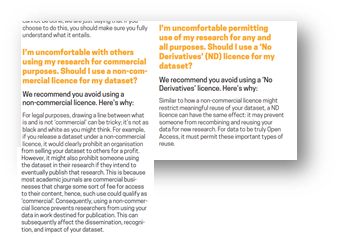 cannot be done, we are just saying that if you
choose to do this, you should make sure you fully
understand what it entails.
I'm uncomfortable with others
using my research for commercial
purposes. Should I use a non-com-
mercial licence for my dataset?
We recommend you avoid using a
non-commercial licence. Here's why:
For legal purposes, drawing a line between what
is and is not 'commercial' can be tricky; it's not as
black and white as you might think. For example,
if you release a dataset under a non-commercial
licence, it would clearly prohibit an organisation
from selling your dataset to others for a profit.
However, it might also prohibit someone using
the dataset in their research if they intend to
eventually publish that research. This is because
most academic journals are commercial busi-
nesses that charge some sort of fee for access
to their content, hence, such use could qualify as
'commercial'. Consequently, using a non-commer-
cial licence prevents researchers from using your
data in work destined for publication. This can
subsequently affect the dissemination, recogni-
tion, and impact of your dataset.
I'm uncomfortable permitting
use of my research for any and
all purposes. Should I use a 'No
Derivatives' (ND) licence for my
dataset?
We recommend you avoid using a 'No
Derivatives' licence. Here's why:
Similar to how a non-commercial licence might
restrict meaningful reuse of your dataset, a ND
licence can have the same effect: it may prevent
someone from recombining and reusing your
data for new research. For data to be truly Open
Access, it must permit these important types of
reuse.